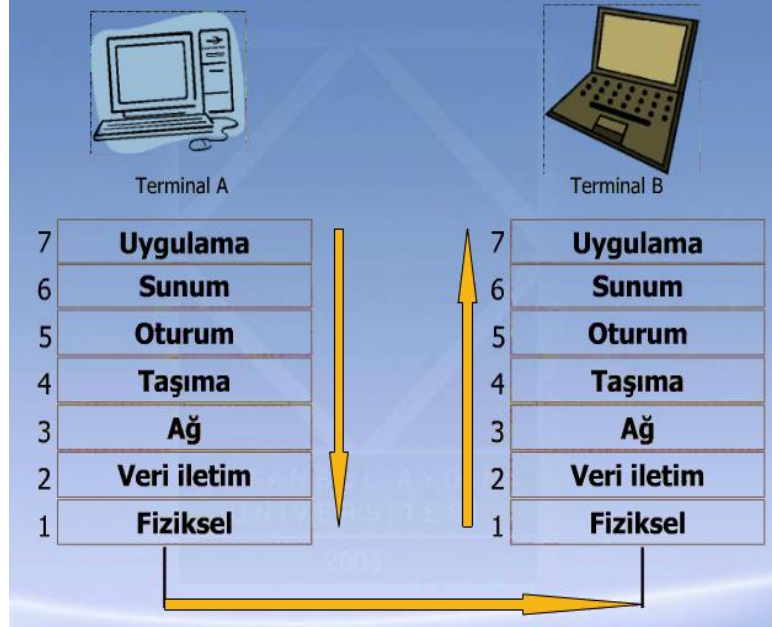 Terminal A
Terminal B
7 Uygulama
6 Sunum
5 Oturum
4 Taşıma
3 Ağ
2 Veri iletim
1 Fiziksel
7 Uygulama
6 Sunum
5 Oturum
4 Taşıma
3 Ağ
2 Veri iletim
1 Fiziksel
2003